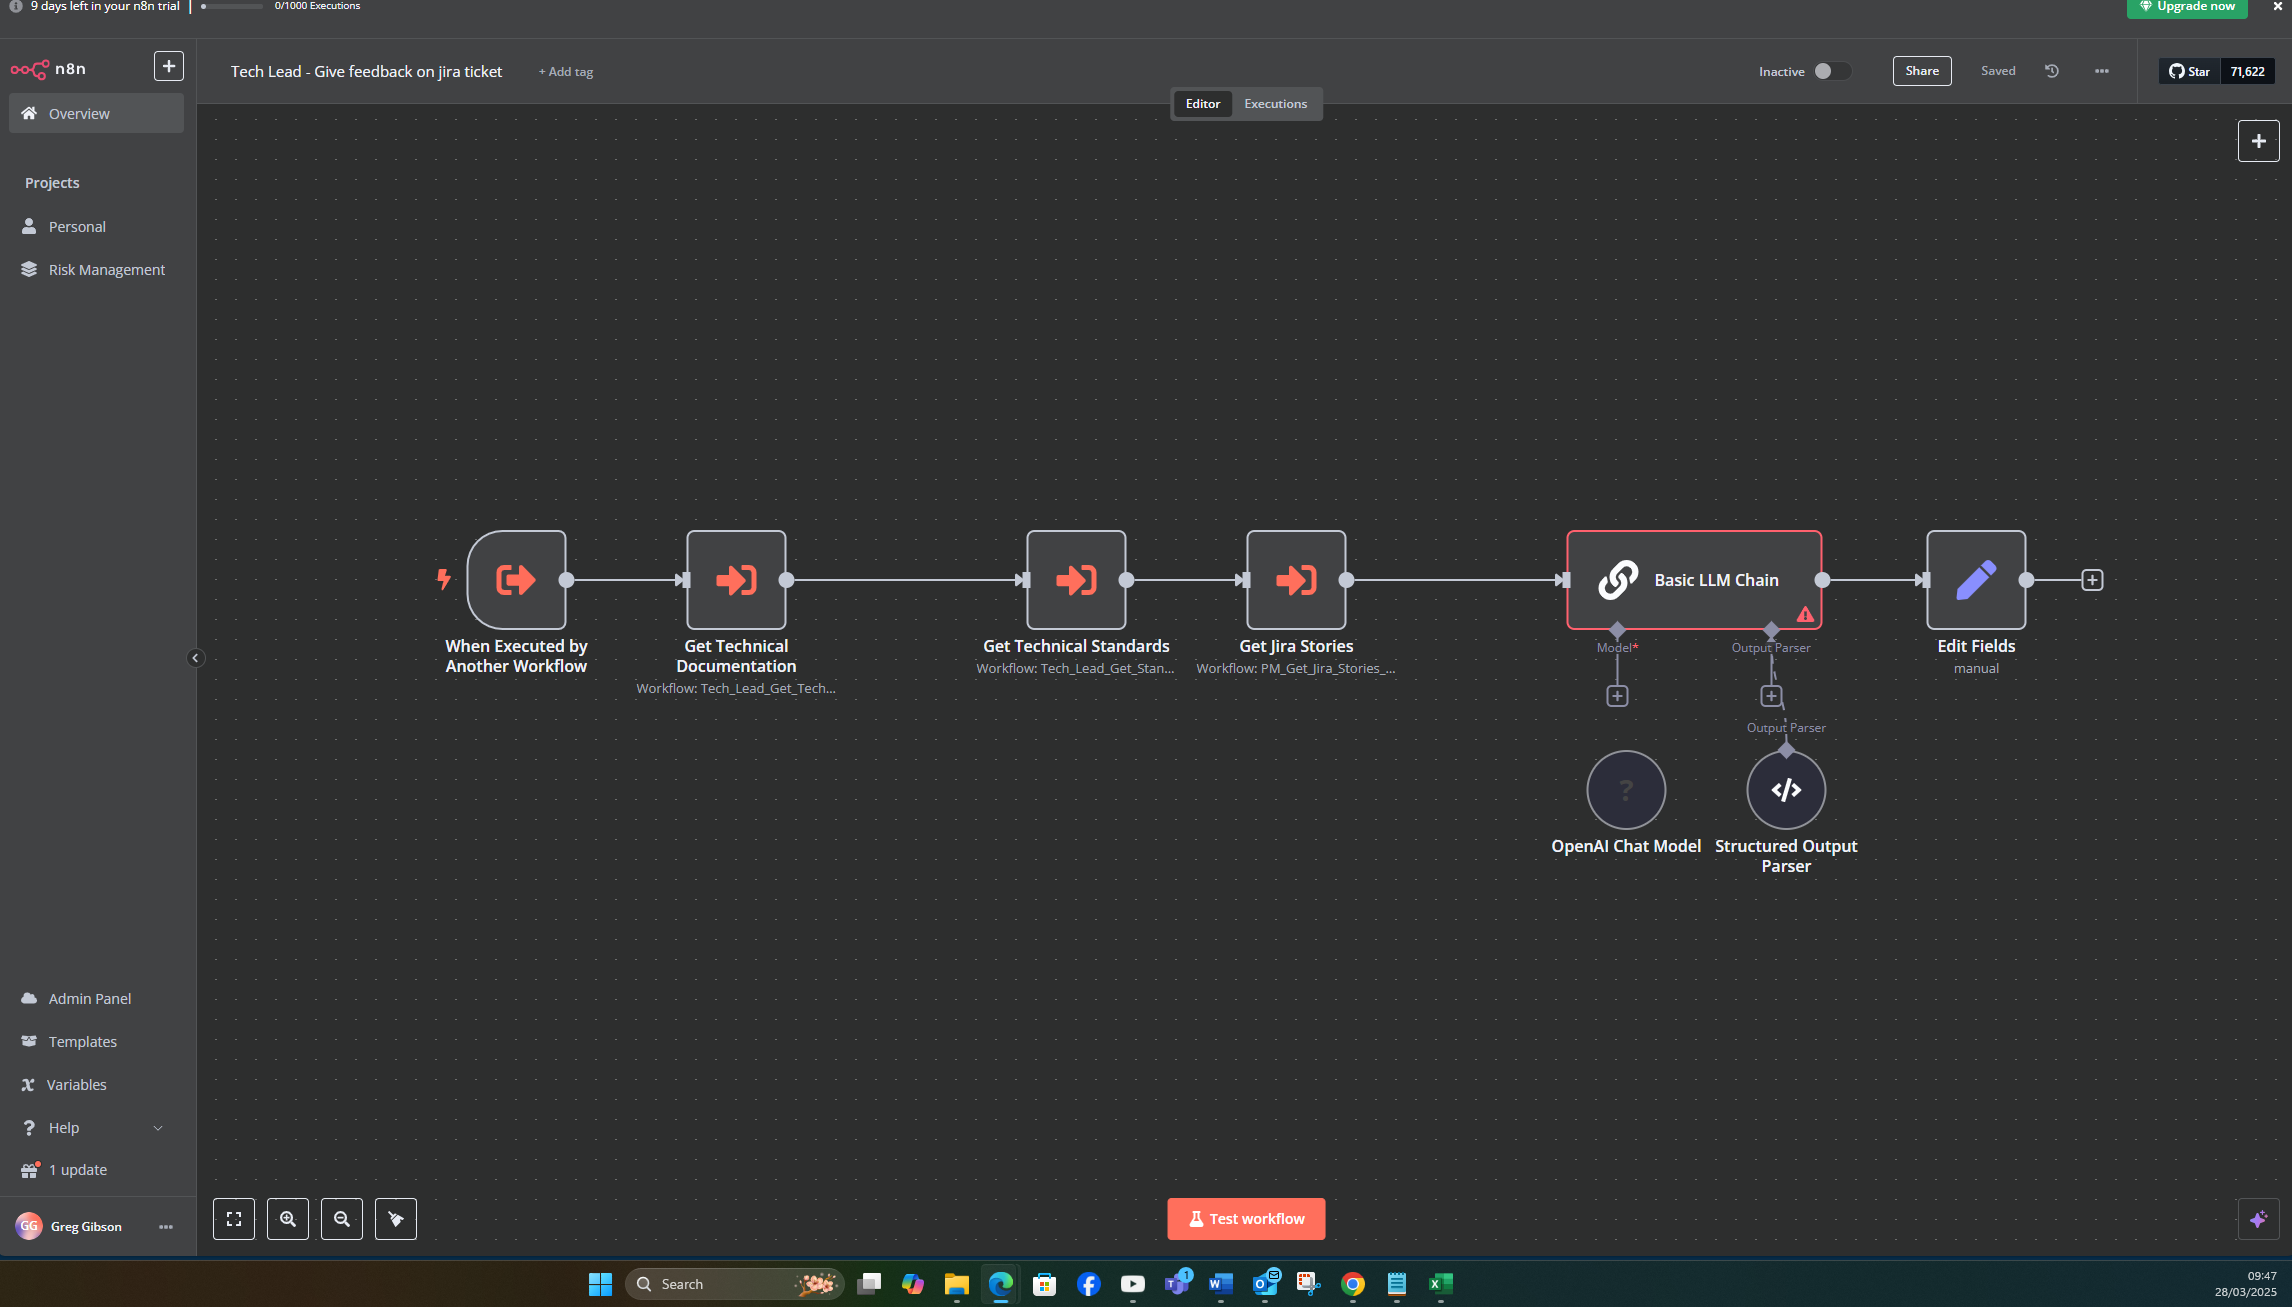 9 days left in your n8n trial
0/1000 Executions
Upgrade now
n8n
Tech Lead - Give feedback on jira ticket
+ Add tag
Inactive
Share
Saved
Star
71,622
Editor
Executions
Overview
Projects
Personal
Risk Management
When Executed by
Another Workflow
Get Technical
Documentation
Workflow: Tech_Lead_Get_Tech...
Get Technical Standards
Workflow: Tech_Lead_Get_Stan...
Get Jira Stories
Workflow: PM_Get_Jira_Stories_...
Basic LLM Chain
Model*
Output Parser
Edit Fields
manual
Output Parser
?
OpenAI Chat Model
Structured Output
Parser
Admin Panel
Templates
Variables
Help
1 update
GG
Greg Gibson
Test workflow
Search
1
09:47
28/03/2025